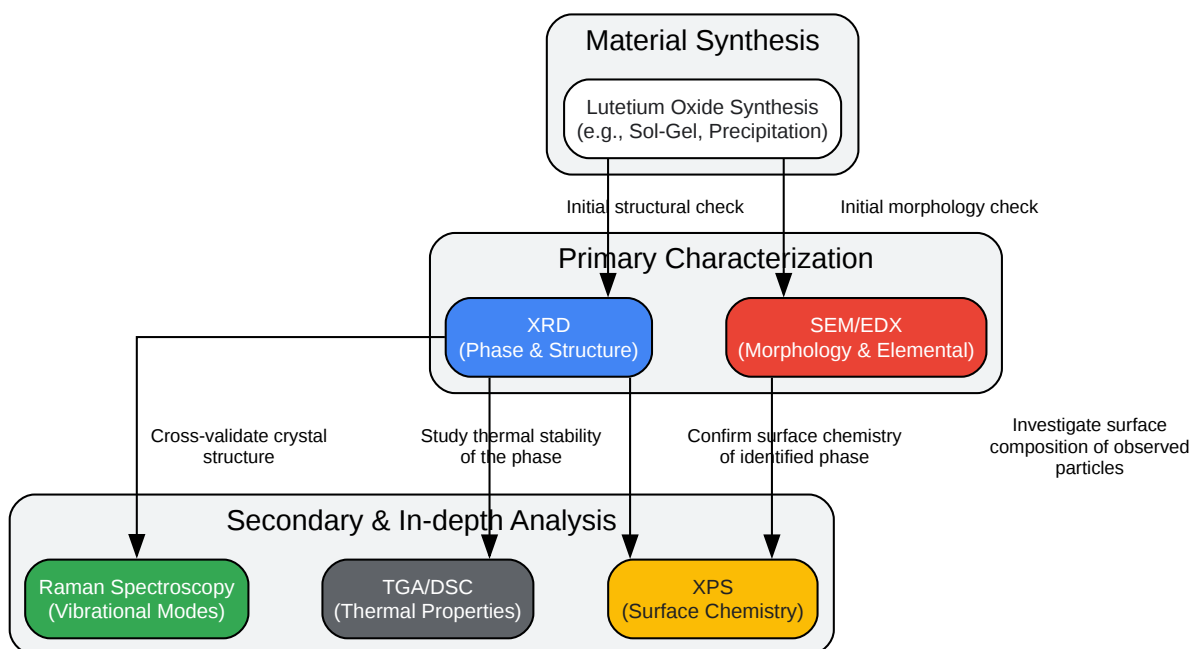 Material Synthesis
Lutetium Oxide Synthesis
(e.g., Sol-Gel, Precipitation)
Initial structural check
Initial morphology check
Primary Characterization
XRD
(Phase & Structure)
SEM/EDX
(Morphology & Elemental)
Cross-validate crystal
structure
Study thermal stability
of the phase
Confirm surface chemistry
of identified phase
Investigate surface
composition of observed
particles
Secondary & In-depth Analysis
Raman Spectroscopy
(Vibrational Modes)
TGA/DSC
(Thermal Properties)
XPS
(Surface Chemistry)